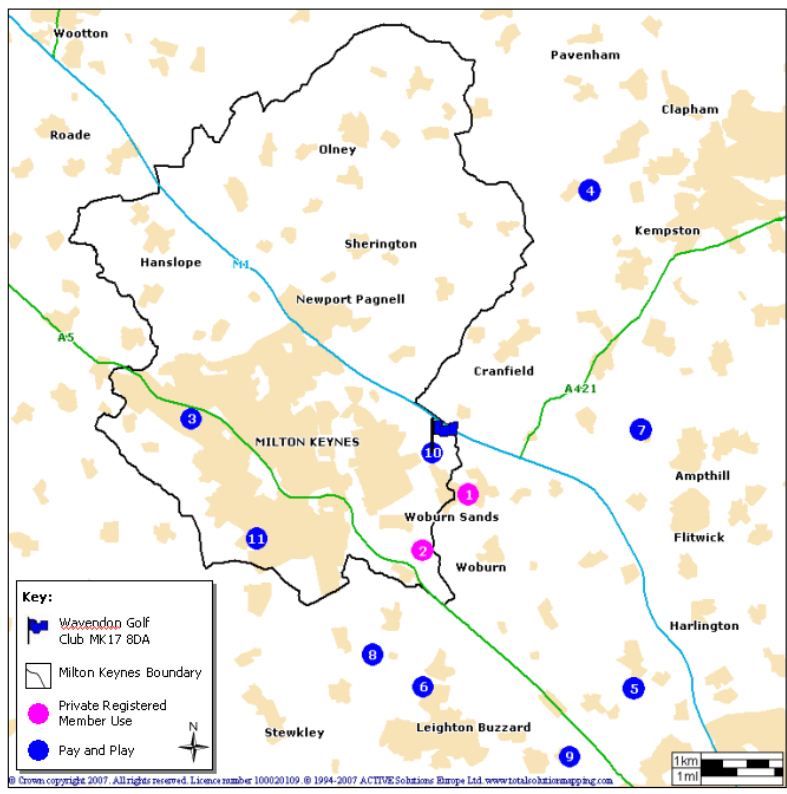 Wootton
Pavenham
Clapham
Roade
Olney
4
Kempston
Sherington
Hanslope
M1
Newport Pagnell
A5
Cranfield
A421
3
7
MILTON KEYNES
10
Ampthill
1
Woburn Sands
11
Flitwick
2
Woburn
Key:
Wavendon Golf
Club MK17 8DA
Milton Keynes Boundary
Private Registered
Member Use
N
Pay and Play
Harlington
8
6
5
Leighton Buzzard
Stewkley
9
1km
1ml
© Crown copyright 2007. All rights reserved. Licence number 100020109. © 1994-2007 ACTIVE Solutions Europe Ltd. www.totalsolutionmapping.com